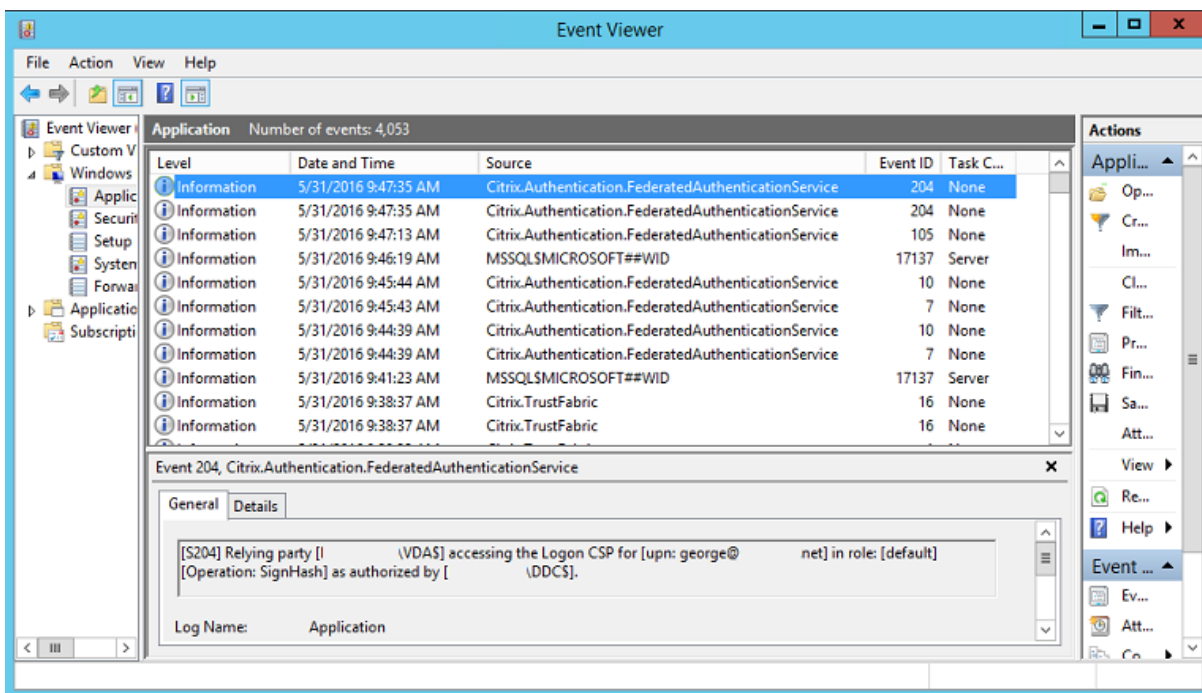 Event Viewer
File Action View Help
Event Viewer
Custom V
Windows
Applic
Securit
Setup
System
Forwar
Applicatio
Subscripti
Application Number of events: 4,053
Level Date and Time Source Event ID Task C...
Information 5/31/2016 9:47:35 AM Citrix.Authentication.FederatedAuthenticationService 204 None
Information 5/31/2016 9:47:35 AM Citrix.Authentication.FederatedAuthenticationService 204 None
Information 5/31/2016 9:47:13 AM Citrix.Authentication.FederatedAuthenticationService 105 None
Information 5/31/2016 9:46:19 AM MSSQL$MICROSOFT##WID 17137 Server
Information 5/31/2016 9:45:44 AM Citrix.Authentication.FederatedAuthenticationService 10 None
Information 5/31/2016 9:45:43 AM Citrix.Authentication.FederatedAuthenticationService 7 None
Information 5/31/2016 9:44:39 AM Citrix.Authentication.FederatedAuthenticationService 10 None
Information 5/31/2016 9:44:39 AM Citrix.Authentication.FederatedAuthenticationService 7 None
Information 5/31/2016 9:41:23 AM MSSQL$MICROSOFT##WID 17137 Server
Information 5/31/2016 9:38:37 AM Citrix.TrustFabric 16 None
Information 5/31/2016 9:38:37 AM Citrix.TrustFabric 16 None
Event 204, Citrix.Authentication.FederatedAuthenticationService
General Details
[S204] Relying party [ \VDA$] accessing the Logon CSP for [upn: george@ net] in role: [default]
[Operation: SignHash] as authorized by [ \DDC$].
Log Name: Application
Actions
Appli...
Op...
Cr...
Im...
Cl...
Filt...
Pr...
Fin...
Sa...
Att...
View
Re...
Help
Event ...
Ev...
Att...
Co...